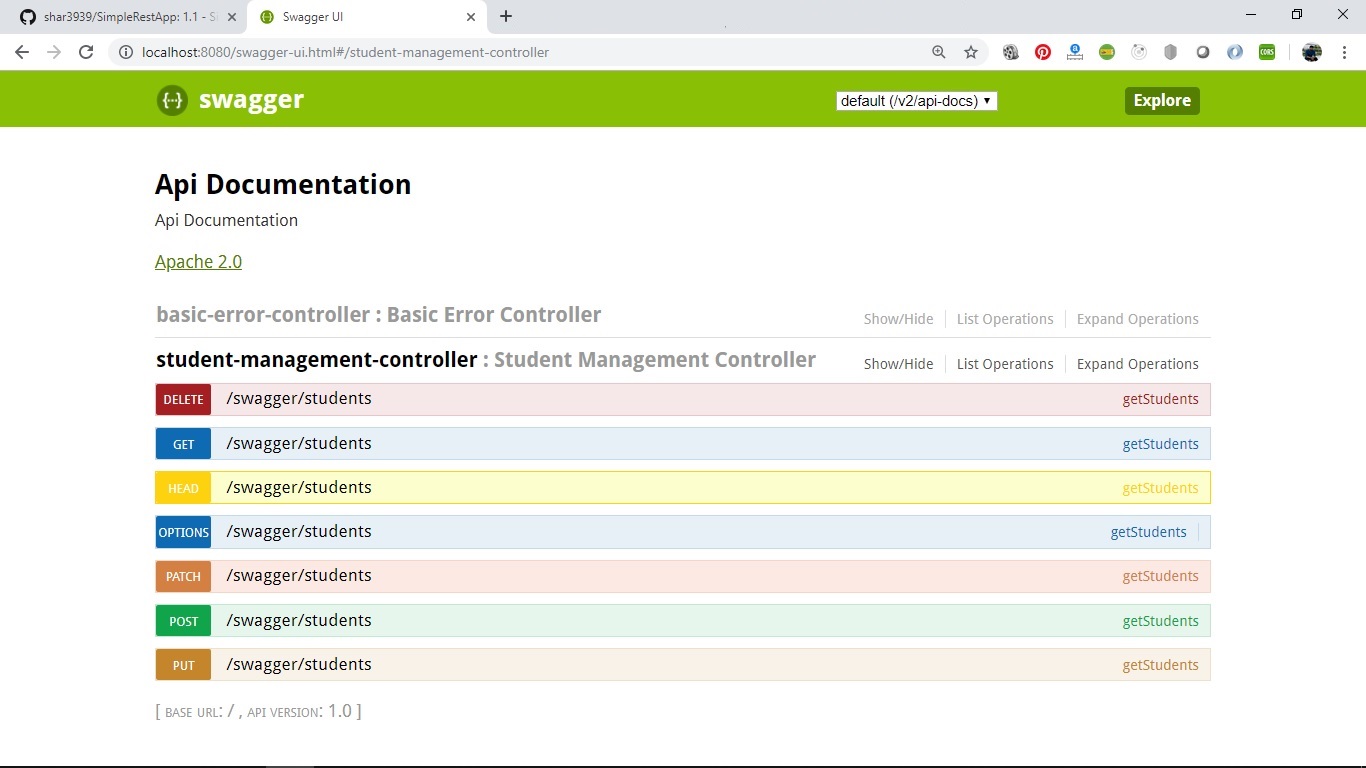 shar3939/SimpleRestApp: 1.1 - Si
Swagger UI
localhost:8080/swagger-ui.html#/student-management-controller
CORS
{··} swagger
default (/v2/api-docs)
Explore
Api Documentation
Api Documentation
Apache 2.0
basic-error-controller : Basic Error Controller Show/Hide List Operations Expand Operations
student-management-controller : Student Management Controller Show/Hide List Operations Expand Operations
DELETE /swagger/students getStudents
GET /swagger/students getStudents
HEAD /swagger/students getStudents
OPTIONS /swagger/students getStudents
PATCH /swagger/students getStudents
POST /swagger/students getStudents
PUT /swagger/students getStudents
[ BASE URL: / , API VERSION: 1.0 ]